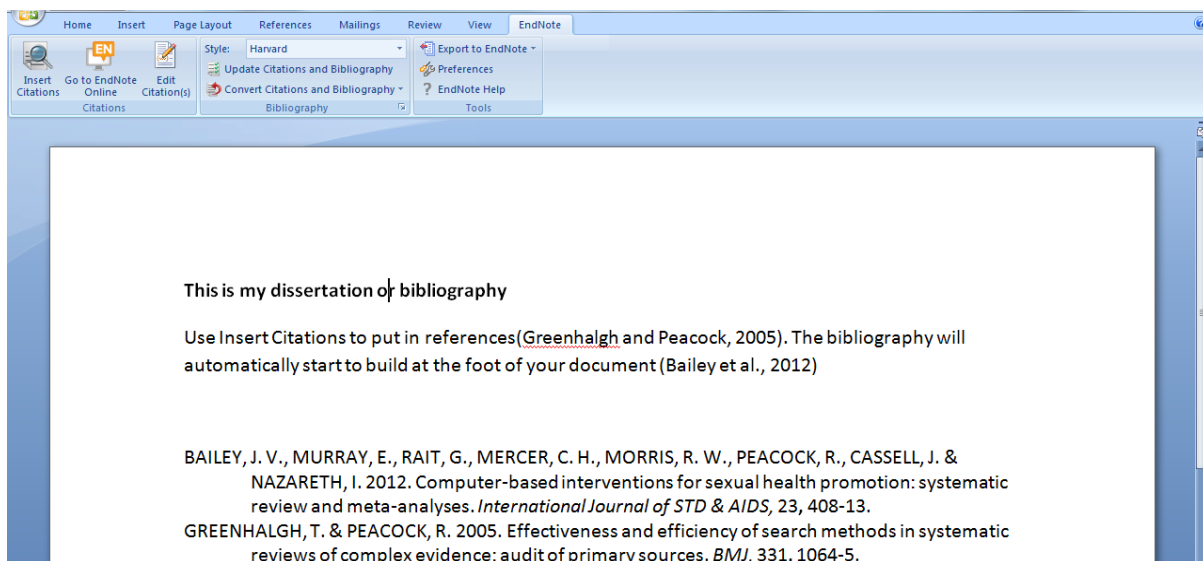 Home Insert Page Layout References Mailings Review View EndNote
Insert Citations
Go to EndNote Online
Edit Citation(s)
Citations
Style: Harvard
Update Citations and Bibliography
Convert Citations and Bibliography
Bibliography
Export to EndNote
Preferences
EndNote Help
Tools
This is my dissertation or bibliography
Use Insert Citations to put in references(Greenhalgh and Peacock, 2005). The bibliography will
automatically start to build at the foot of your document (Bailey et al., 2012)
BAILEY, J. V., MURRAY, E., RAIT, G., MERCER, C. H., MORRIS, R. W., PEACOCK, R., CASSELL, J. &
NAZARETH, I. 2012. Computer-based interventions for sexual health promotion: systematic
review and meta-analyses. International Journal of STD & AIDS, 23, 408-13.
GREENHALGH, T. & PEACOCK, R. 2005. Effectiveness and efficiency of search methods in systematic
reviews of complex evidence: audit of primary sources. BMJ, 331, 1064-5.